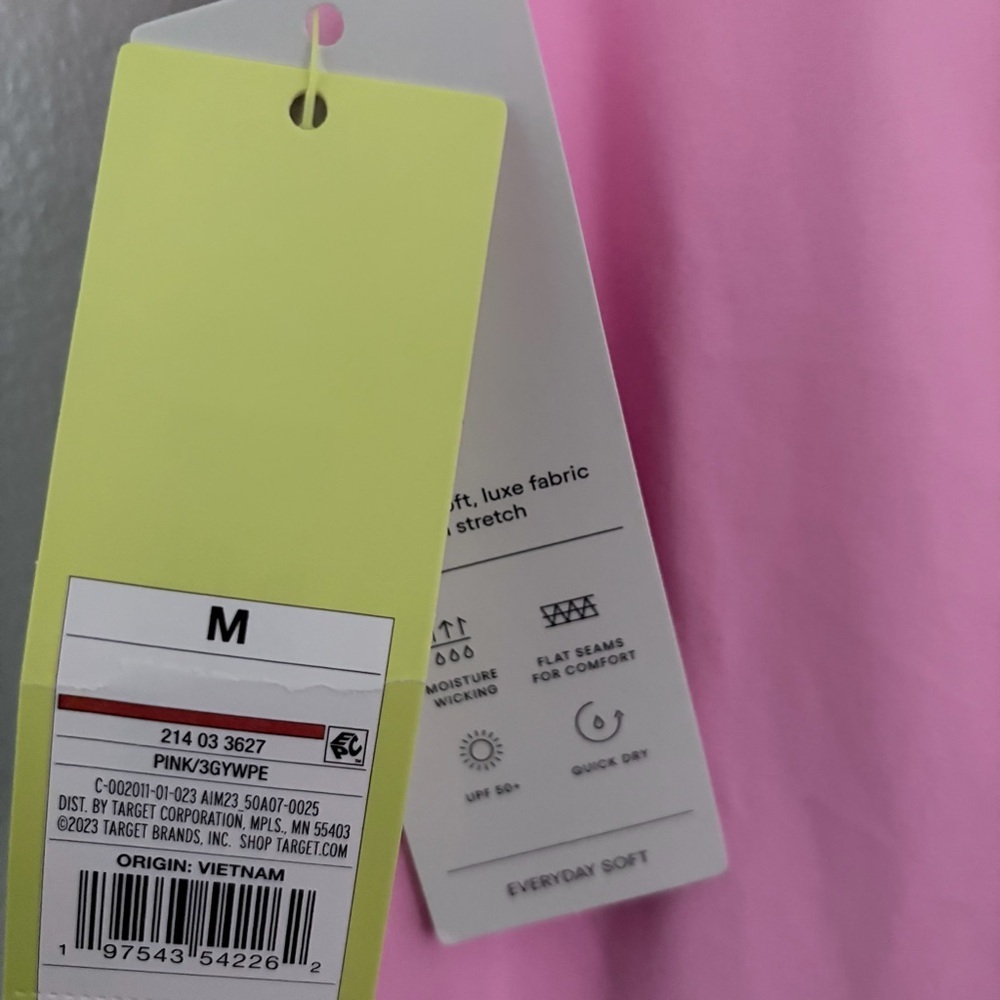 M
214 03 3627
EPC
PINK/3GYWPE
C-002011-01-023 AIM23_50A07-0025
DIST. BY TARGET CORPORATION, MPLS., MN 55403
©2023 TARGET BRANDS, INC. SHOP TARGET.COM
ORIGIN: VIETNAM
1 97543 54226 2
luxe fabric
stretch
MOISTURE
WICKING
FLAT SEAMS
FOR COMFORT
UPF 50+
QUICK DRY
EVERYDAY SOFT